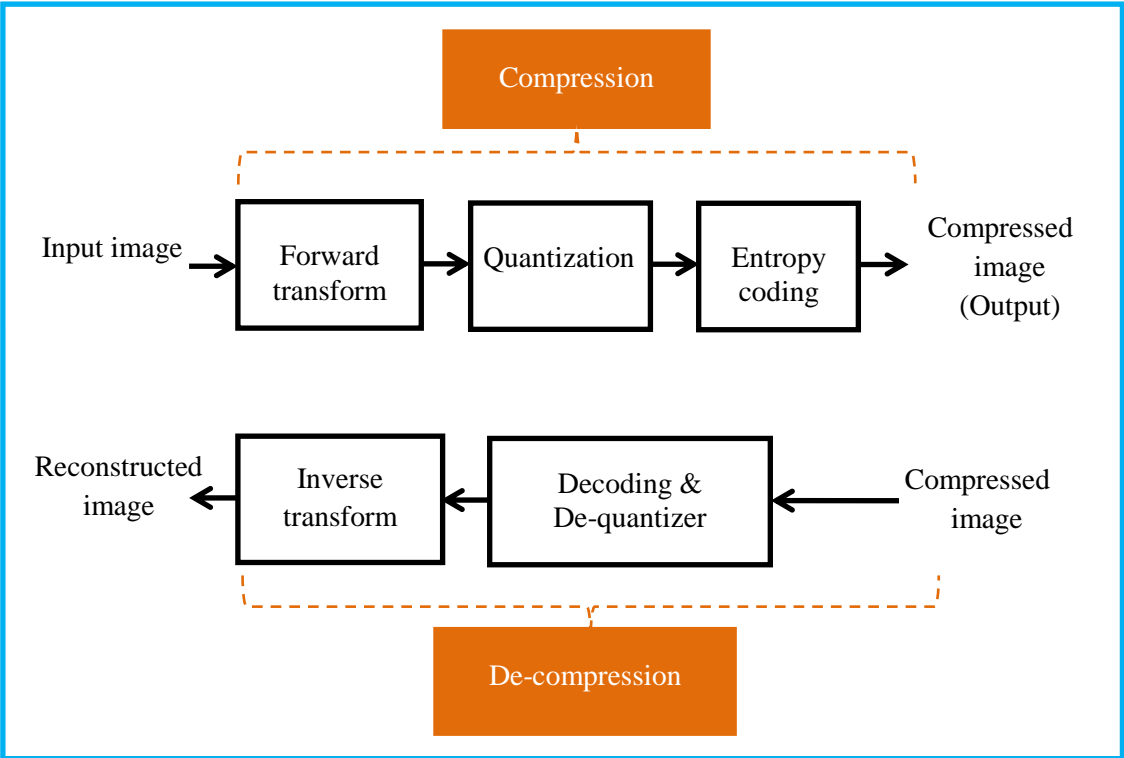 Compression
Input image
Forward
transform
Quantization
Entropy
coding
Compressed
image
(Output)
Reconstructed
image
Inverse
transform
Decoding &
De-quantizer
Compressed
image
De-compression